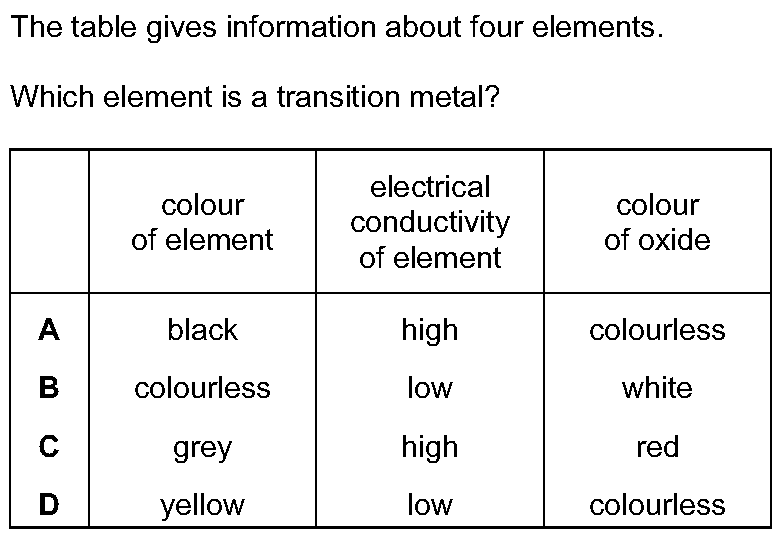 The table gives information about four elements.
Which element is a transition metal?
colour
of element
electrical
conductivity
of element
colour
of oxide
A black high colourless
B colourless low white
C grey high red
D yellow low colourless